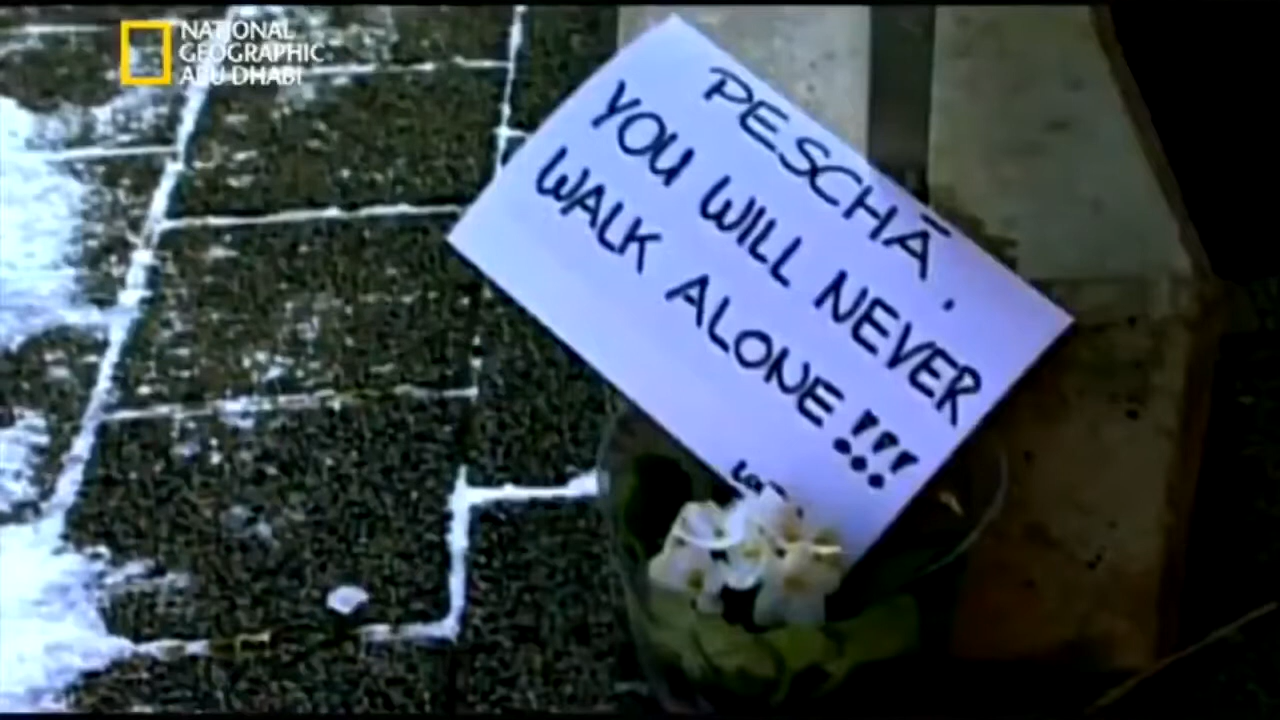 NATIONAL
GEOGRAPHIC
ABU DHABI
PESCHĀ.
YOU WILL NEVER
WALK ALONE!!!